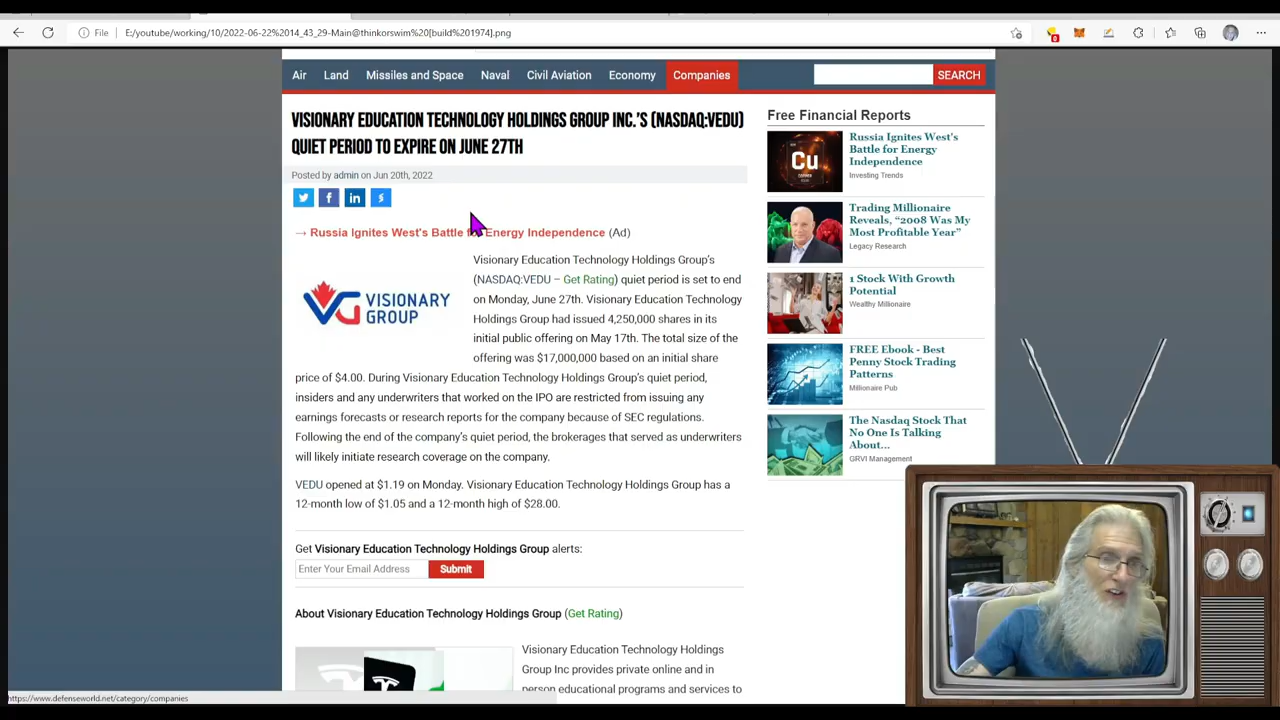 File
E:/youtube/working/10/2022-06-22%2014_43_29-Main@thinkorswim%20[build%201974].png
Air Land Missiles and Space Naval Civil Aviation Economy Companies
SEARCH
VISIONARY EDUCATION TECHNOLOGY HOLDINGS GROUP INC.'S (NASDAQ:VEDU)
QUIET PERIOD TO EXPIRE ON JUNE 27TH
Posted by admin on Jun 20th, 2022
→ Russia Ignites West's Battle for Energy Independence (Ad)
VISIONARY
GROUP
Visionary Education Technology Holdings Group's
(NASDAQ:VEDU – Get Rating) quiet period is set to end
on Monday, June 27th. Visionary Education Technology
Holdings Group had issued 4,250,000 shares in its
initial public offering on May 17th. The total size of the
offering was $17,000,000 based on an initial share
price of $4.00. During Visionary Education Technology Holdings Group's quiet period,
insiders and any underwriters that worked on the IPO are restricted from issuing any
earnings forecasts or research reports for the company because of SEC regulations.
Following the end of the company's quiet period, the brokerages that served as underwriters
will likely initiate research coverage on the company.
VEDU opened at $1.19 on Monday. Visionary Education Technology Holdings Group has a
12-month low of $1.05 and a 12-month high of $28.00.
Get Visionary Education Technology Holdings Group alerts:
Enter Your Email Address
Submit
About Visionary Education Technology Holdings Group (Get Rating)
Visionary Education Technology Holdings
Group Inc provides private online and in
person educational programs and services to
Free Financial Reports
Cu
Russia Ignites West's
Battle for Energy
Independence
Investing Trends
Trading Millionaire
Reveals, “2008 Was My
Most Profitable Year”
Legacy Research
1 Stock With Growth
Potential
Wealthy Millionaire
FREE Ebook - Best
Penny Stock Trading
Patterns
Millionaire Pub
The Nasdaq Stock That
No One Is Talking
About...
GRVI Management
https://www.defenseworld.net/category/companies